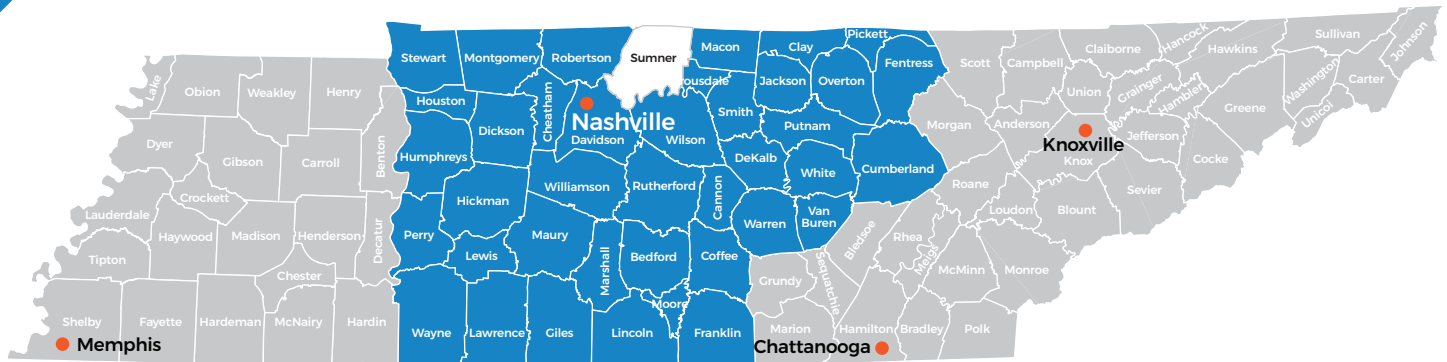 Stewart
Montgomery
Robertson
Sumner
Macon
Clay
Pickett
Fentress
Scott
Campbell
Claiborne
Hancock
Hawkins
Sullivan
Johnson
Lake
Obion
Weakley
Henry
Houston
Cheatham
ousdale
Jackson
Overton
Union
Grainger
Hamblen
Washington
Carter
Unicoi
Greene
Dyer
Gibson
Carroll
Benton
Humphreys
Dickson
Nashville
Davidson
Wilson
Smith
Putnam
Morgan
Anderson
Knoxville
Knox
Jefferson
Cocke
Crockett
Lauderdale
Haywood
Madison
Henderson
Decatur
Perry
Hickman
Williamson
Rutherford
Cannon
DeKalb
White
Cumberland
Roane
Loudon
Blount
Sevier
Tipton
Chester
Lewis
Maury
Marshall
Bedford
Coffee
Warren
Van
Buren
Bledsoe
Rhea
Meigs
McMinn
Monroe
Grundy
Sequatchie
Shelby
Fayette
Hardeman
McNairy
Hardin
Wayne
Lawrence
Giles
Lincoln
Moore
Franklin
Marion
Hamilton
Bradley
Polk
Memphis
Chattanooga